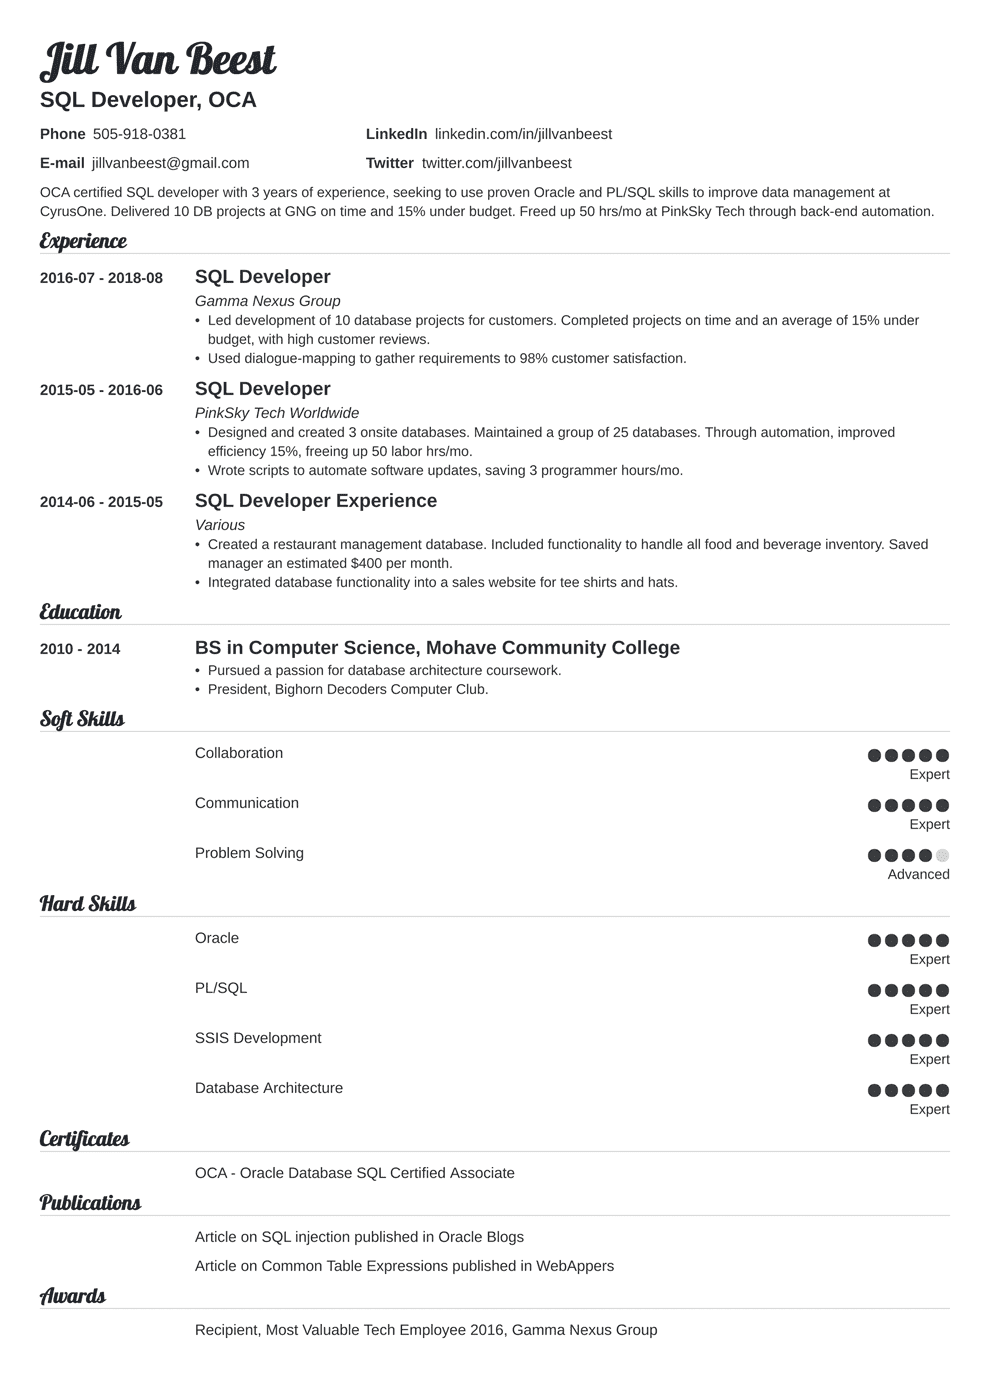 Jill Van Beest
SQL Developer, OCA
Phone 505-918-0381
LinkedIn linkedin.com/in/jillvanbeest
E-mail jillvanbeest@gmail.com
Twitter twitter.com/jillvanbeest
OCA certified SQL developer with 3 years of experience, seeking to use proven Oracle and PL/SQL skills to improve data management at
CyrusOne. Delivered 10 DB projects at GNG on time and 15% under budget. Freed up 50 hrs/mo at PinkSky Tech through back-end automation.
Experience
2016-07 - 2018-08
SQL Developer
Gamma Nexus Group
• Led development of 10 database projects for customers. Completed projects on time and an average of 15% under
budget, with high customer reviews.
• Used dialogue-mapping to gather requirements to 98% customer satisfaction.
2015-05 - 2016-06
SQL Developer
PinkSky Tech Worldwide
• Designed and created 3 onsite databases. Maintained a group of 25 databases. Through automation, improved
efficiency 15%, freeing up 50 labor hrs/mo.
• Wrote scripts to automate software updates, saving 3 programmer hours/mo.
2014-06 - 2015-05
SQL Developer Experience
Various
• Created a restaurant management database. Included functionality to handle all food and beverage inventory. Saved
manager an estimated $400 per month.
• Integrated database functionality into a sales website for tee shirts and hats.
Education
2010 - 2014
BS in Computer Science, Mohave Community College
• Pursued a passion for database architecture coursework.
• President, Bighorn Decoders Computer Club.
Soft Skills
Collaboration
Expert
Communication
Expert
Problem Solving
Advanced
Hard Skills
Oracle
Expert
PL/SQL
Expert
SSIS Development
Expert
Database Architecture
Expert
Certificates
OCA - Oracle Database SQL Certified Associate
Publications
Article on SQL injection published in Oracle Blogs
Article on Common Table Expressions published in WebAppers
Awards
Recipient, Most Valuable Tech Employee 2016, Gamma Nexus Group